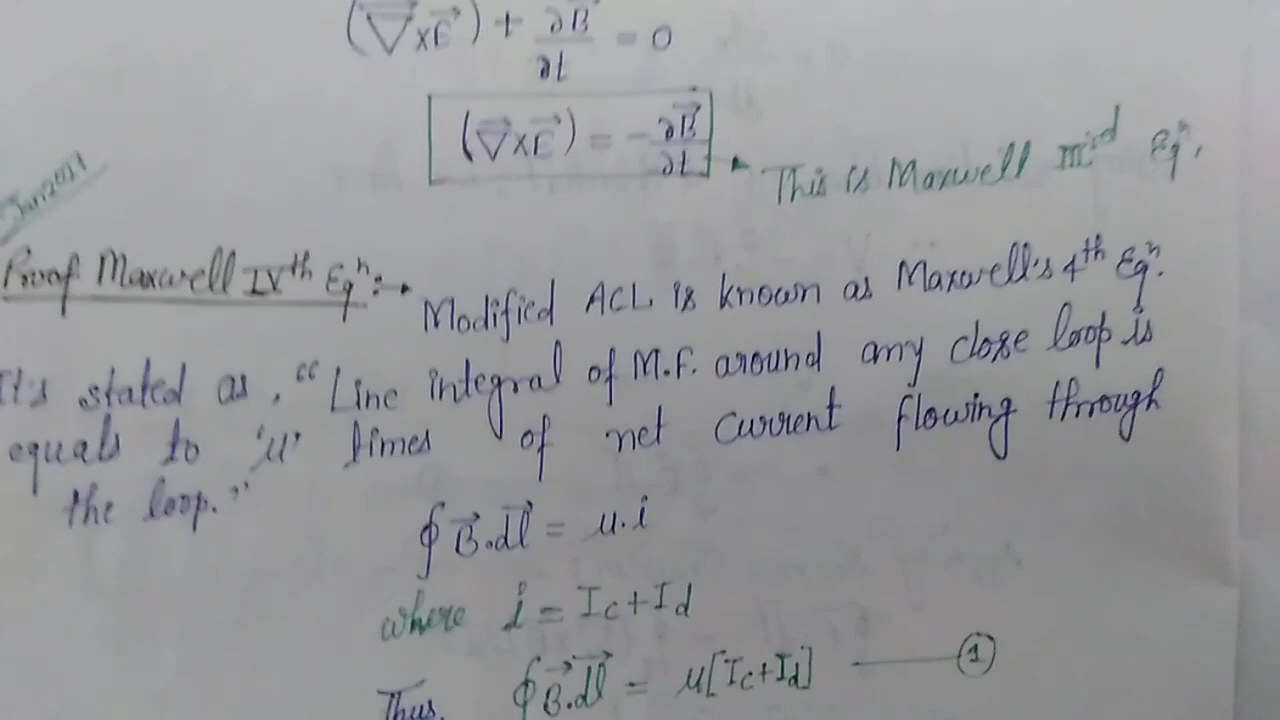 (∇⃗×E⃗) + ∂B⃗/∂t = 0
(∇⃗×E⃗) = -∂B⃗/∂t → This is Maxwell IIIrd Eqⁿ.
Jan 2021
Proof Maxwell IVth Eqⁿ:→ Modified ACL is known as Maxwell's 4th Eqⁿ.
It's stated as, "Line integral of M.F. around any close loop is
equals to 'μ' times of net current flowing through
the loop."
∮B⃗.dl⃗ = μ.i
where i = Ic+Id
Thus, ∮B⃗.dl⃗ = μ[Ic+Id] —— ①